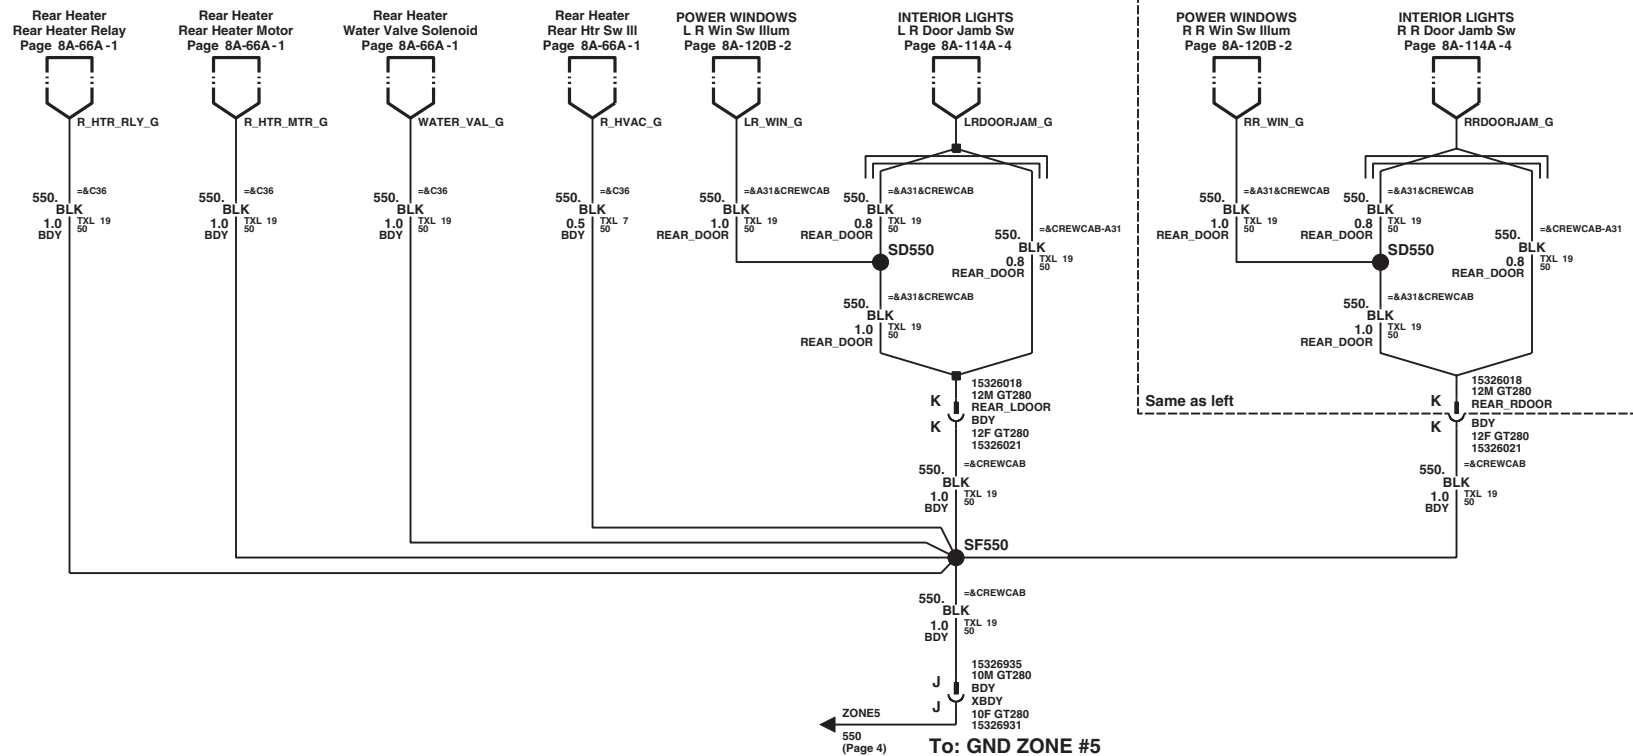 Rear Heater
Rear Heater Relay
Page 8A-66A-1
Rear Heater
Rear Heater Motor
Page 8A-66A-1
Rear Heater
Water Valve Solenoid
Page 8A-66A-1
Rear Heater
Rear Htr Sw Ill
Page 8A-66A-1
POWER WINDOWS
L R Win Sw Illum
Page 8A-120B-2
INTERIOR LIGHTS
L R Door Jamb Sw
Page 8A-114A-4
POWER WINDOWS
R R Win Sw Illum
Page 8A-120B-2
INTERIOR LIGHTS
R R Door Jamb Sw
Page 8A-114A-4
R_HTR_RLY_G
R_HTR_MTR_G
WATER_VAL_G
R_HVAC_G
LR_WIN_G
LRDOORJAM_G
RR_WIN_G
RRDOORJAM_G
550. =&C36
BLK
1.0 TXL 19
BDY 50
550. =&C36
BLK
1.0 TXL 19
BDY 50
550. =&C36
BLK
1.0 TXL 19
BDY 50
550. =&C36
BLK
0.5 TXL 7
BDY 50
550. =&A31&CREWCAB
BLK
1.0 TXL 19
REAR_DOOR 50
550. =&A31&CREWCAB
BLK
0.8 TXL 19
REAR_DOOR 50
550. =&CREWCAB-A31
BLK
0.8 TXL 19
REAR_DOOR 50
SD550
550. =&A31&CREWCAB
BLK
1.0 TXL 19
REAR_DOOR 50
550. =&A31&CREWCAB
BLK
1.0 TXL 19
REAR_DOOR 50
550. =&A31&CREWCAB
BLK
0.8 TXL 19
REAR_DOOR 50
550. =&CREWCAB-A31
BLK
0.8 TXL 19
REAR_DOOR 50
SD550
550. =&A31&CREWCAB
BLK
1.0 TXL 19
REAR_DOOR 50
15326018
12M GT280
K REAR_LDOOR
K BDY
12F GT280
15326021
Same as left
15326018
12M GT280
K REAR_RDOOR
K BDY
12F GT280
15326021
550. =&CREWCAB
BLK
1.0 TXL 19
BDY 50
550. =&CREWCAB
BLK
1.0 TXL 19
BDY 50
SF550
550. =&CREWCAB
BLK
1.0 TXL 19
BDY 50
15326935
10M GT280
J BDY
J XBDY
10F GT280
15326931
ZONE5
550
(Page 4)
To: GND ZONE #5